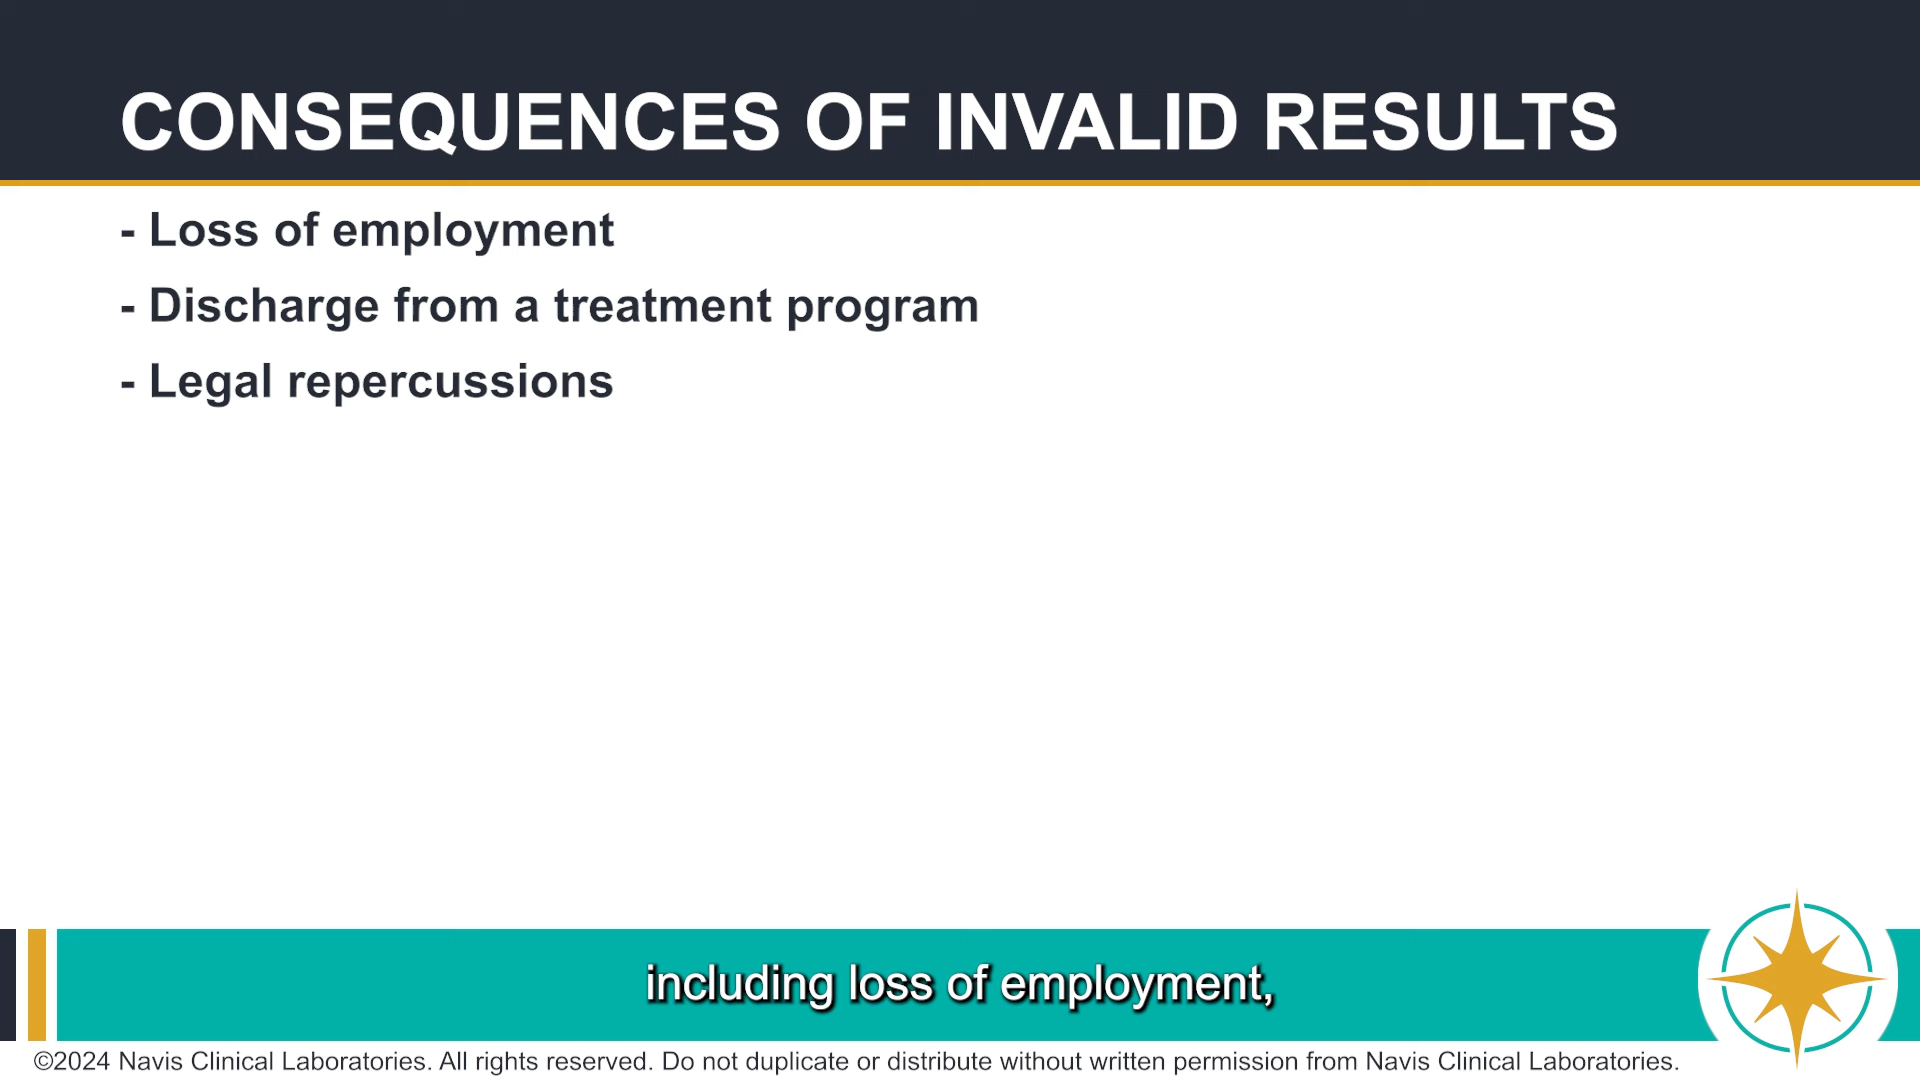 CONSEQUENCES OF INVALID RESULTS
- Loss of employment
- Discharge from a treatment program
- Legal repercussions
including loss of employment,
©2024 Navis Clinical Laboratories. All rights reserved. Do not duplicate or distribute without written permission from Navis Clinical Laboratories.